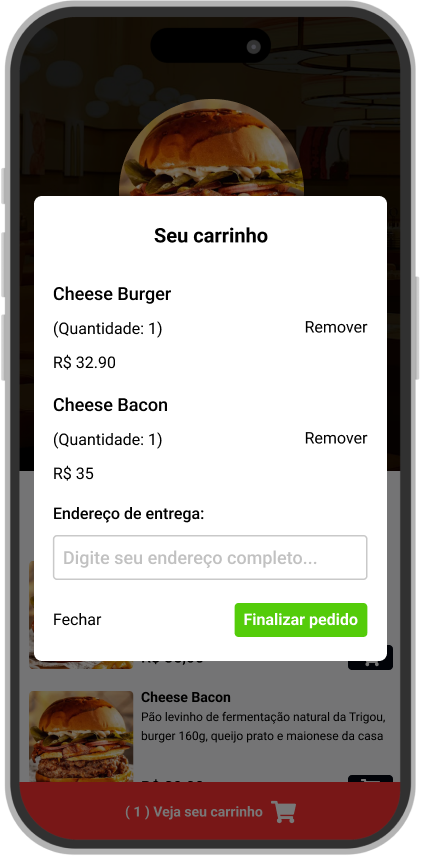 Seu carrinho
Cheese Burger
(Quantidade: 1)
Remover
R$ 32.90
Cheese Bacon
(Quantidade: 1)
Remover
R$ 35
Endereço de entrega:
Digite seu endereço completo...
Fechar
Finalizar pedido
Cheese Bacon
Pão levinho de fermentação natural da Trigou,
burger 160g, queijo prato e maionese da casa
( 1 ) Veja seu carrinho